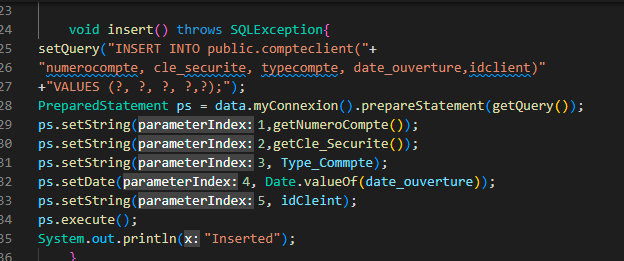 23
24 void insert() throws SQLException{
25 setQuery("INSERT INTO public.compteclient("+
26 "numerocompte, cle_securite, typecompte, date_ouverture,idclient)"
27 +"VALUES (?, ?, ?, ?,?);");
28 PreparedStatement ps = data.myConnexion().prepareStatement(getQuery());
29 ps.setString(parameterIndex: 1,getNumeroCompte());
30 ps.setString(parameterIndex: 2,getCle_Securite());
31 ps.setString(parameterIndex: 3, Type_Commpte);
32 ps.setDate(parameterIndex: 4, Date.valueOf(date_ouverture));
33 ps.setString(parameterIndex: 5, idCleint);
34 ps.execute();
35 System.out.println(x: "Inserted");
36 }